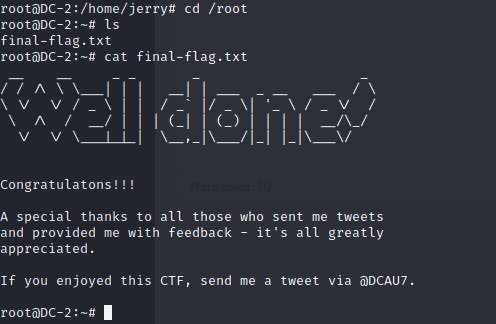 root@DC-2:/home/jerry# cd /root
root@DC-2:~# ls
final-flag.txt
root@DC-2:~# cat final-flag.txt
Well done!
Congratulatons!!!
A special thanks to all those who sent me tweets
and provided me with feedback - it's all greatly
appreciated.
If you enjoyed this CTF, send me a tweet via @DCAU7.
root@DC-2:~#
Word count: 20